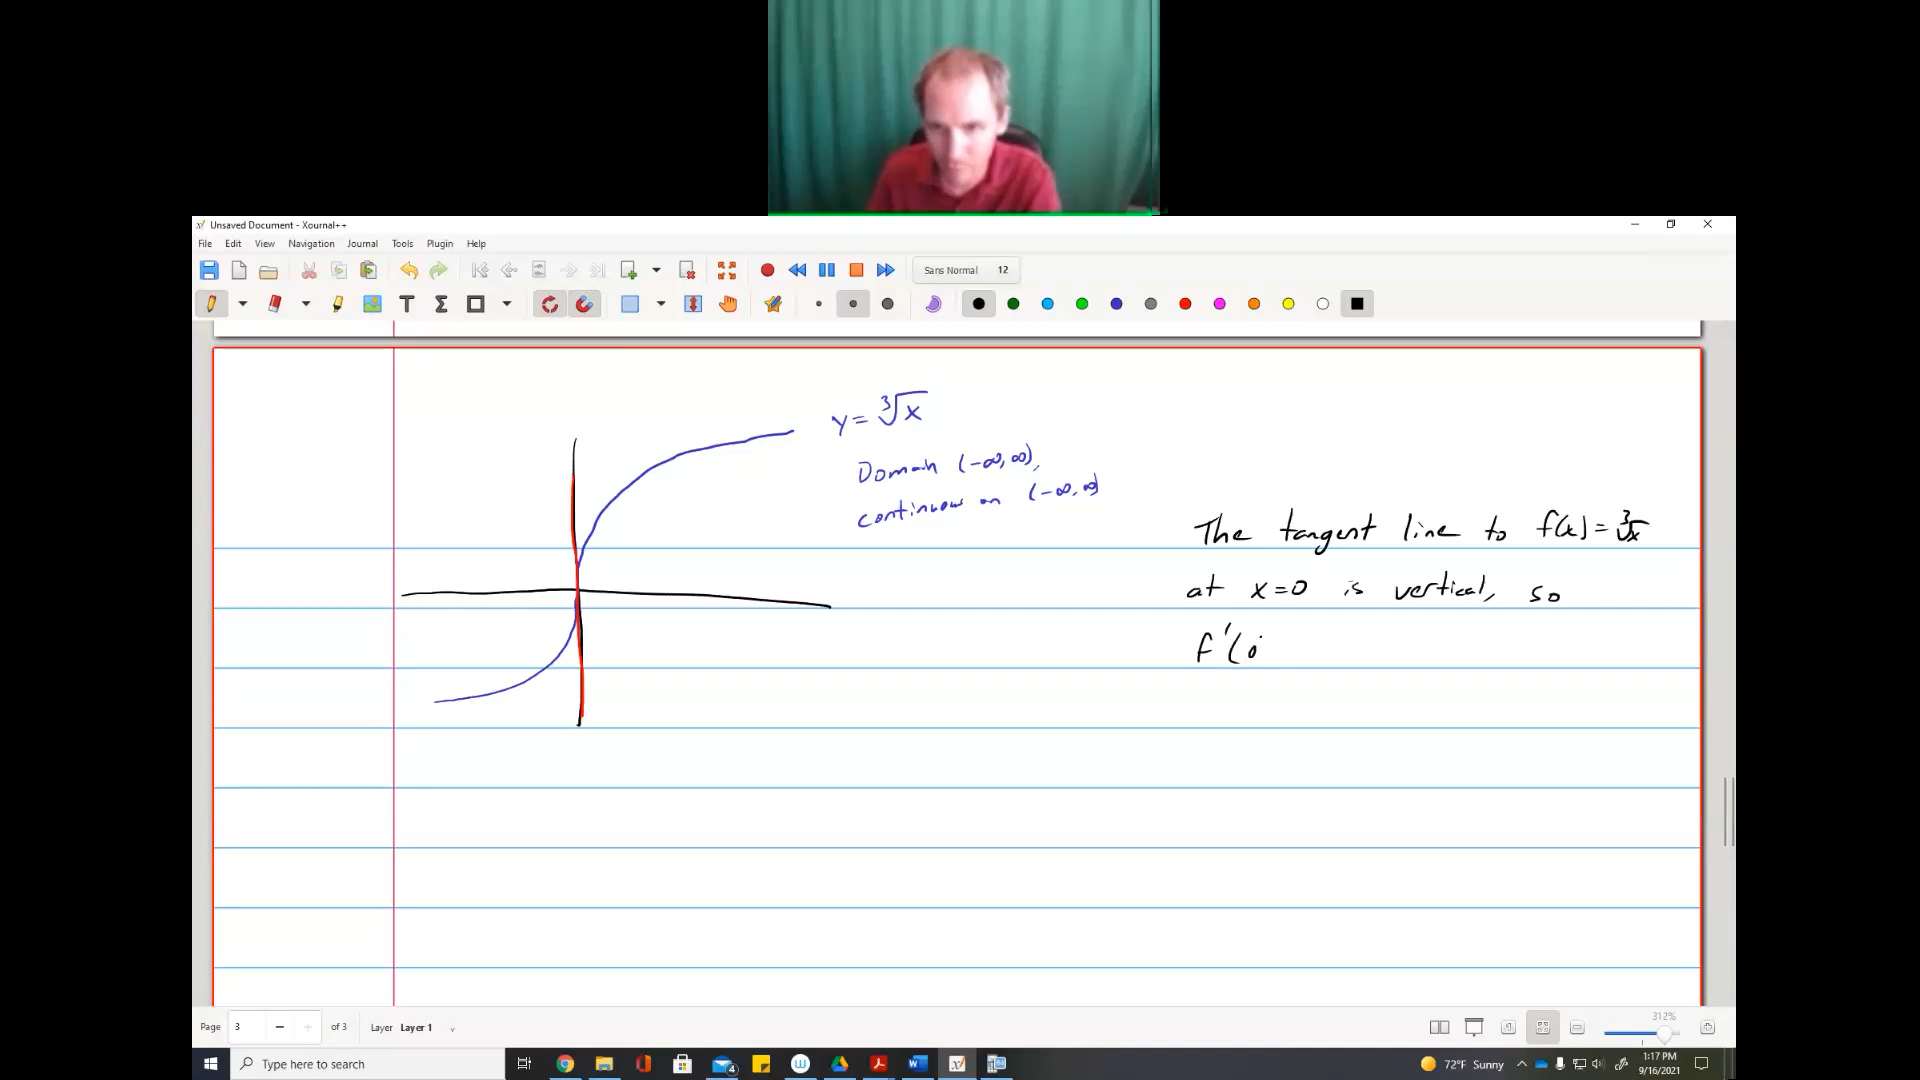 Unsaved Document - Xournal++
File Edit View Navigation Journal Tools Plugin Help
Sans Normal 12
y = ∛x
Domain (-∞, ∞),
continuous on (-∞, ∞)
The tangent line to f(x) = ∛x
at x=0 is vertical, so
f'(0
Page 3 of 3 Layer Layer 1
312%
Type here to search
4
72°F Sunny
1:17 PM
9/16/2021